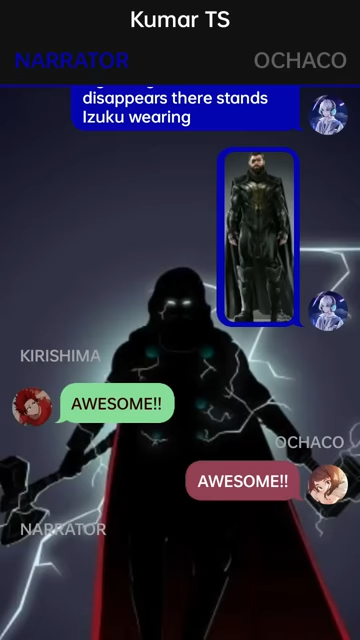 Kumar TS
NARRATOR OCHACO
disappears there stands
Izuku wearing
KIRISHIMA
AWESOME!!
OCHACO
AWESOME!!
NARRATOR